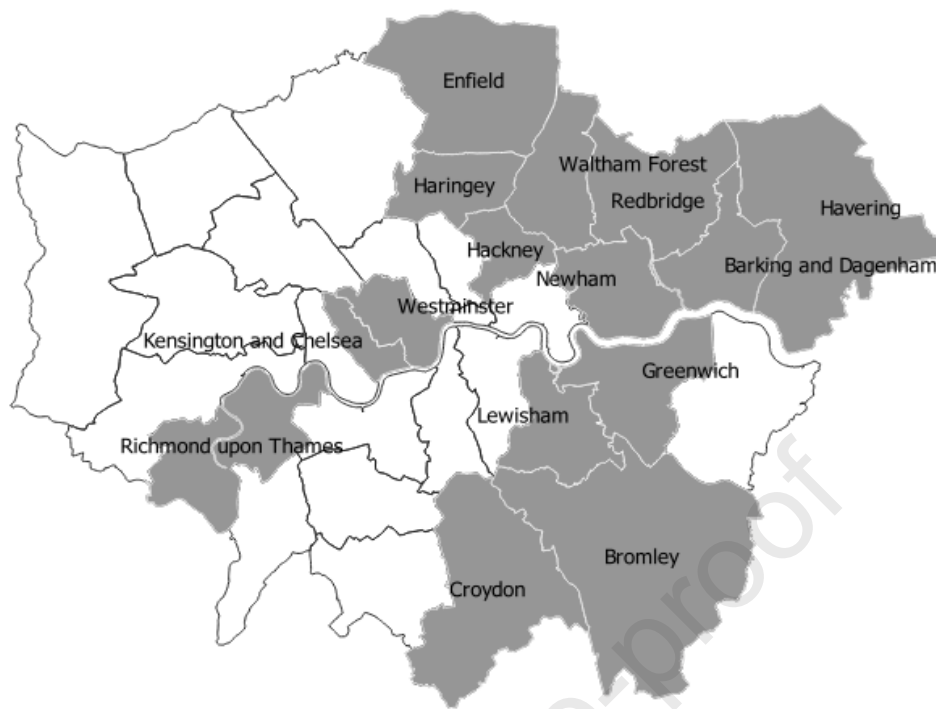 Enfield
Waltham Forest
Haringey
Redbridge
Havering
Hackney
Barking and Dagenham
Newham
Westminster
Kensington and Chelsea
Greenwich
Lewisham
Richmond upon Thames
Bromley
Croydon
e-proof